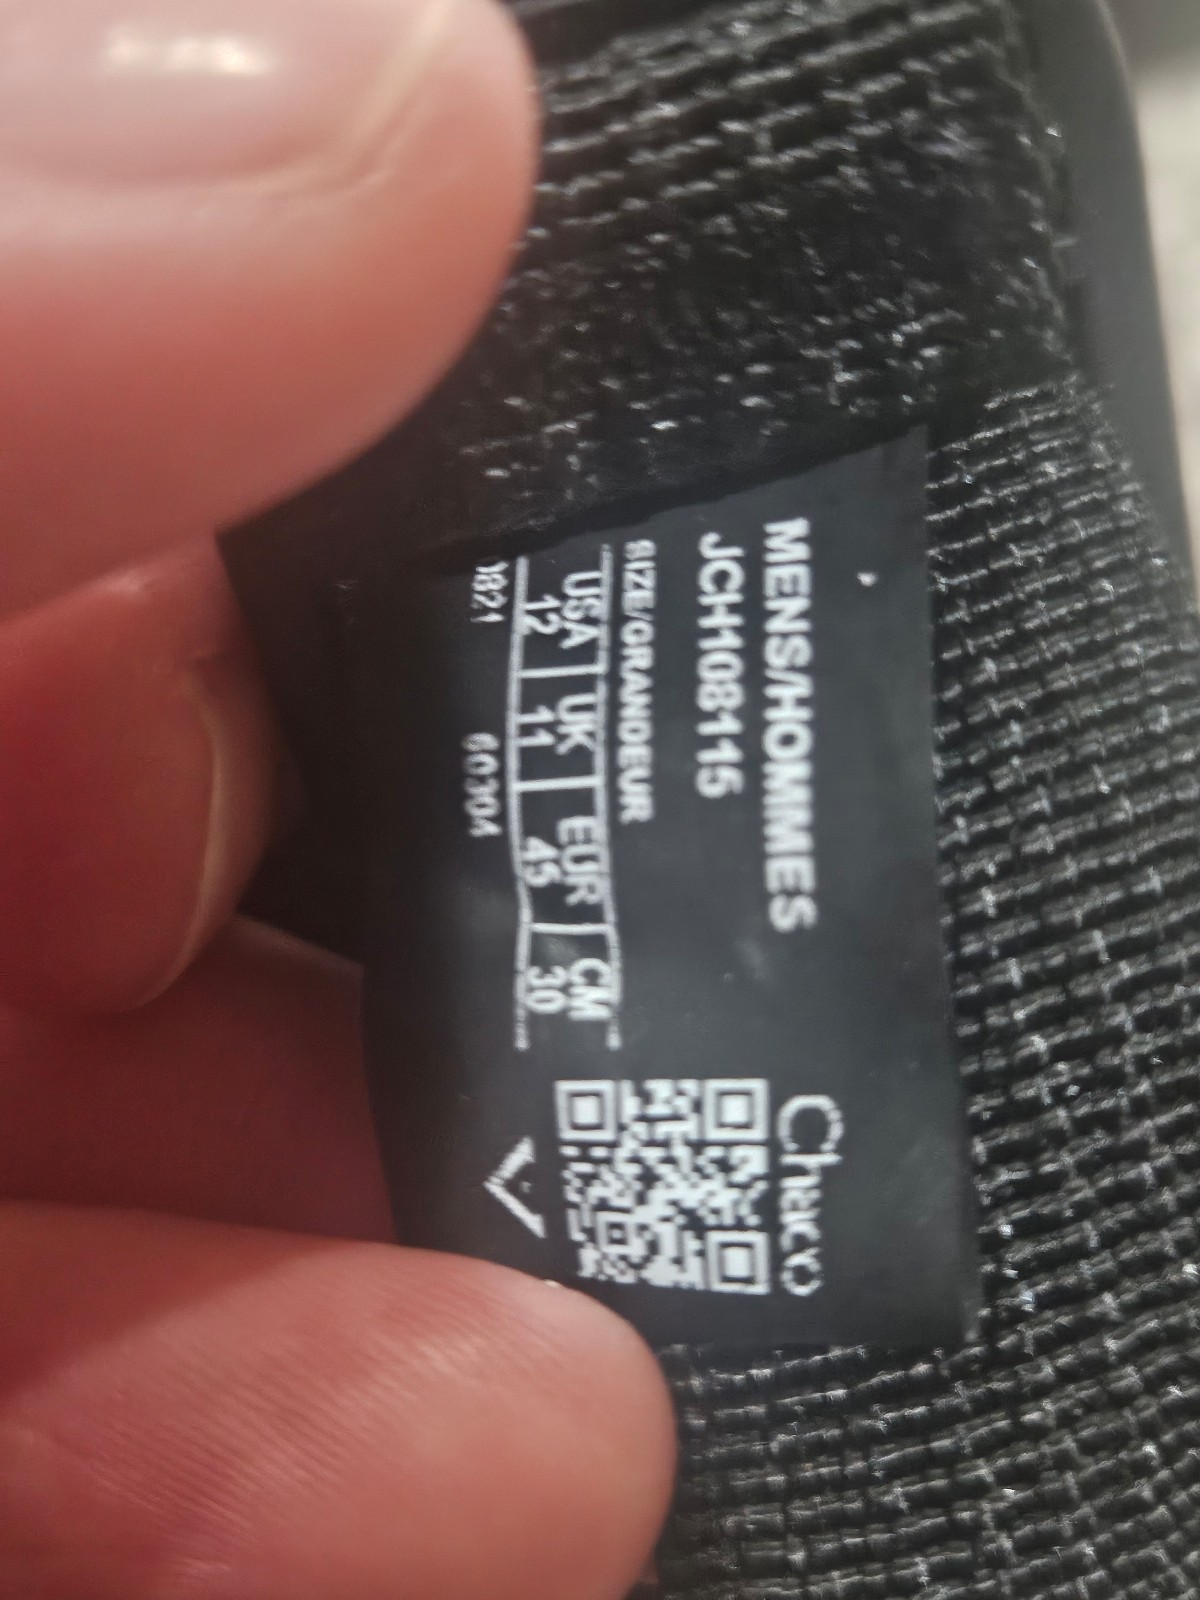 MENS/HOMMES
JCH108115
SIZE/GRANDEUR
USA UK EUR CM
12 11 45 30
60304
Chaco